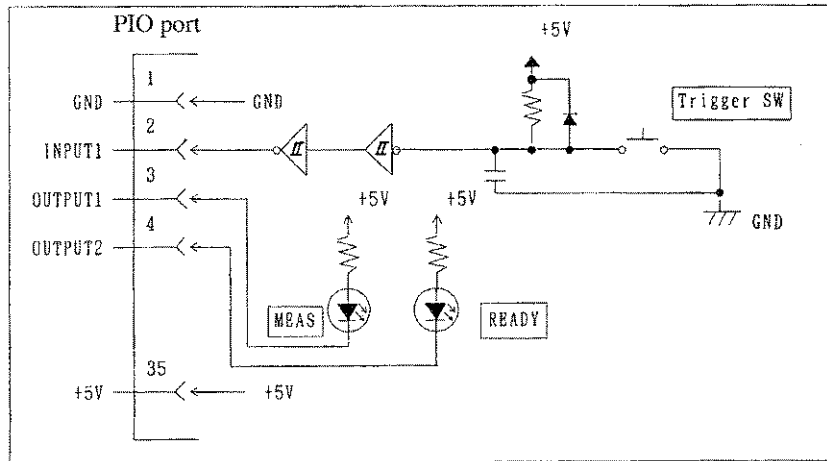 PIO port
+5V
1
GND
GND
Trigger SW
2
INPUT1
3
OUTPUT1
+5V
+5V
4
GND
OUTPUT2
MEAS
READY
35
+5V
+5V